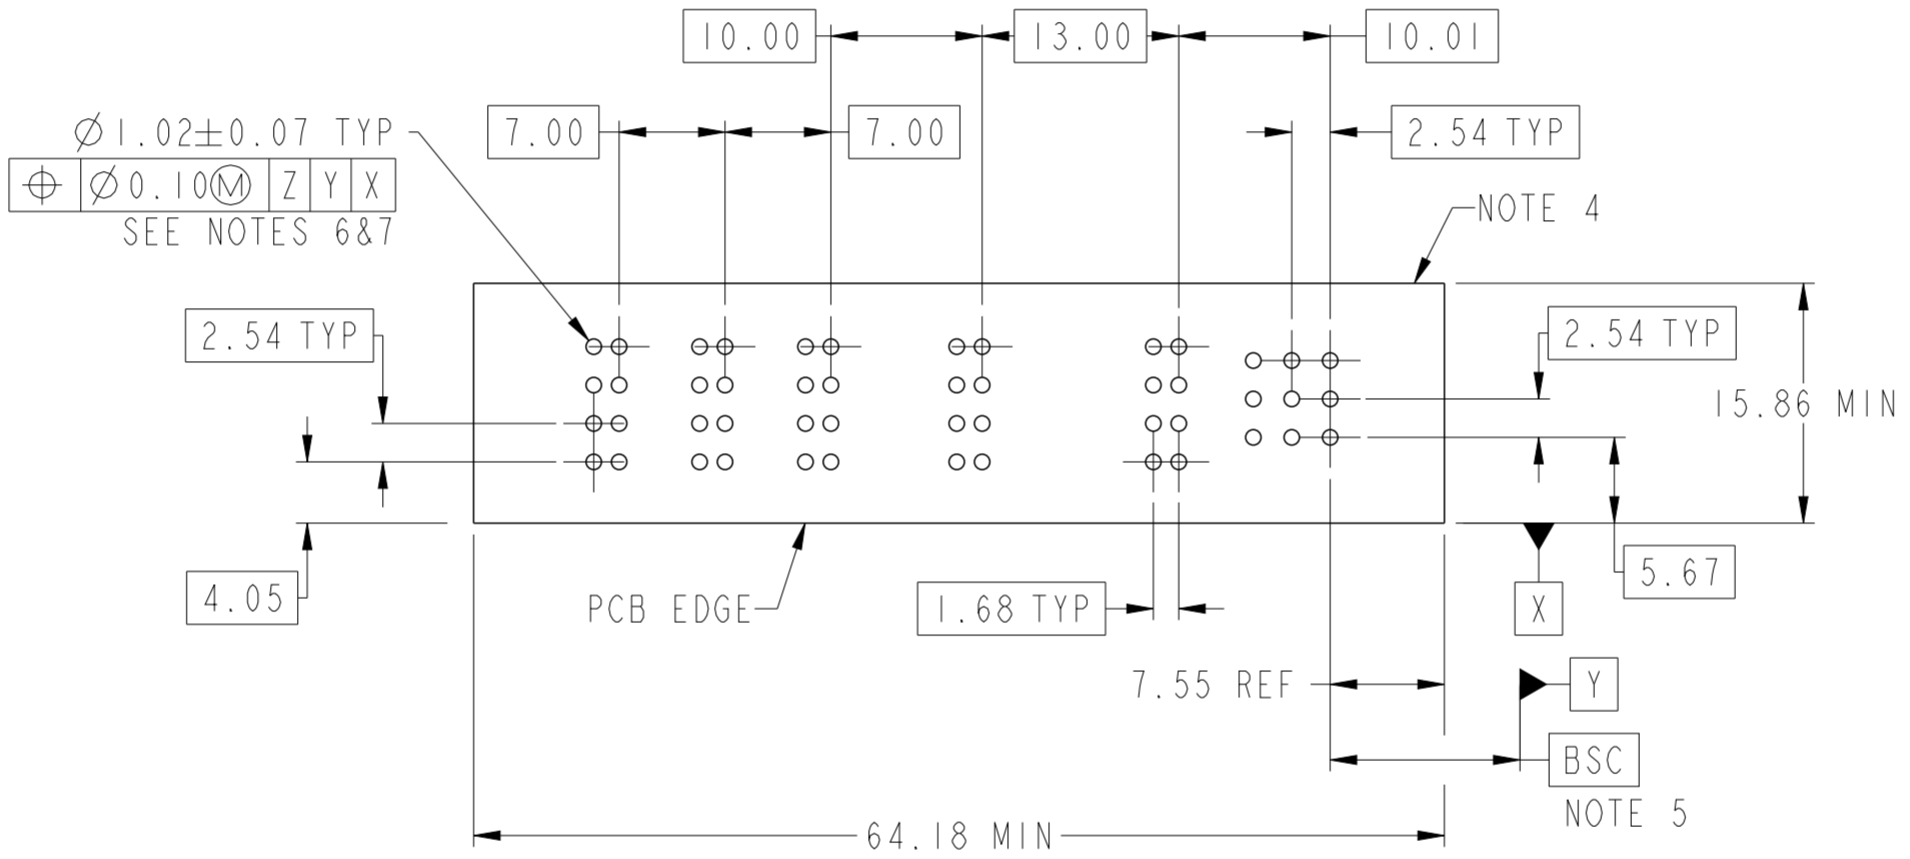 10.00
13.00
10.01
Ø1.02±0.07 TYP
7.00
7.00
2.54 TYP
⌖ Ø0.10Ⓜ Z Y X
SEE NOTES 6&7
NOTE 4
2.54 TYP
2.54 TYP
15.86 MIN
4.05
PCB EDGE
1.68 TYP
5.67
X
7.55 REF
Y
BSC
NOTE 5
64.18 MIN